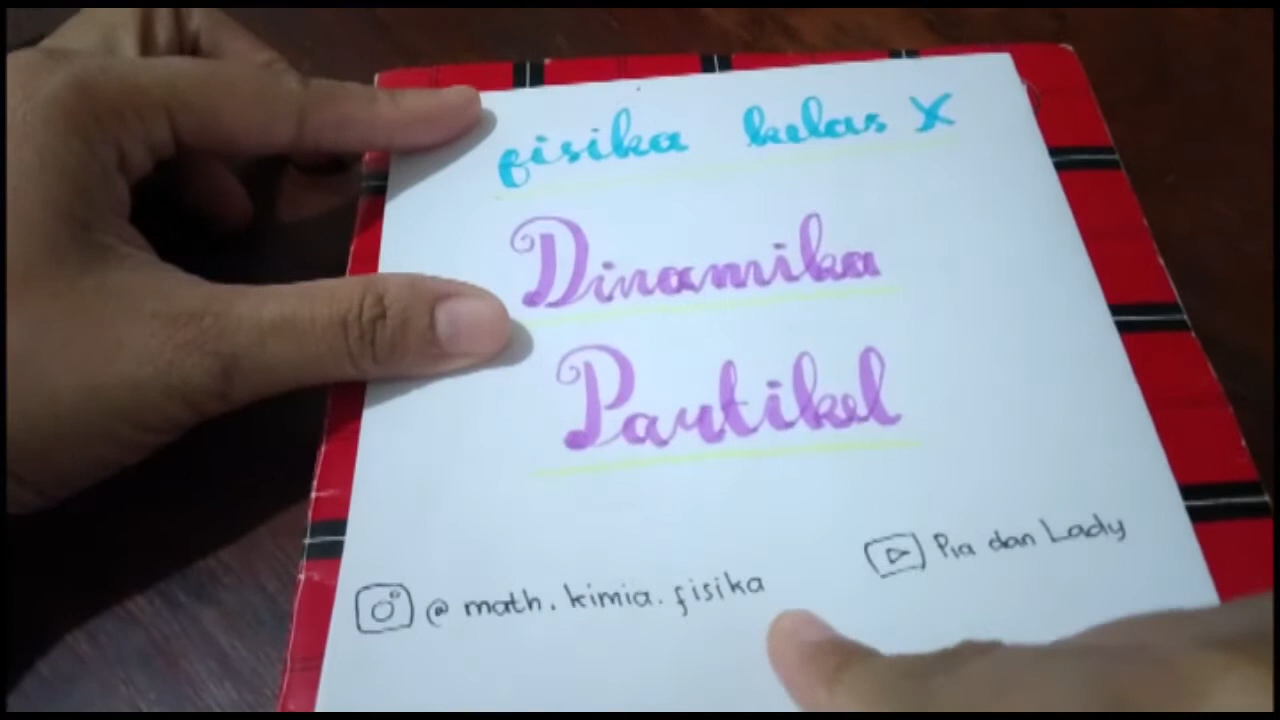 fisika kelas X
Dinamika
Partikel
@ math.kimia.fisika
Pia dan Lady